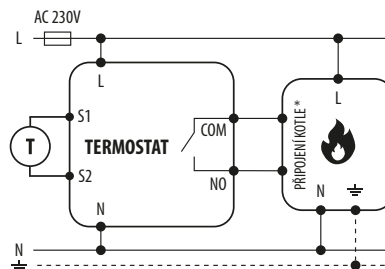 AC 230V
L
L
L
S1
T
TERMOSTAT
COM
PŘIPOJENÍ KOTLE *
S2
NO
N
N
N